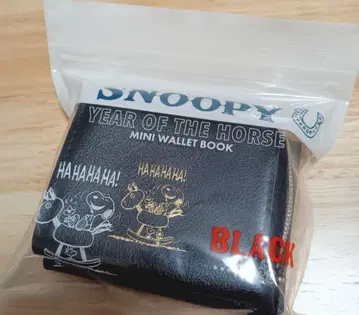 SNOOPY
YEAR OF THE HORSE
MINI WALLET BOOK
HAHAHAHA!
HAHAHAHA!
BLACK